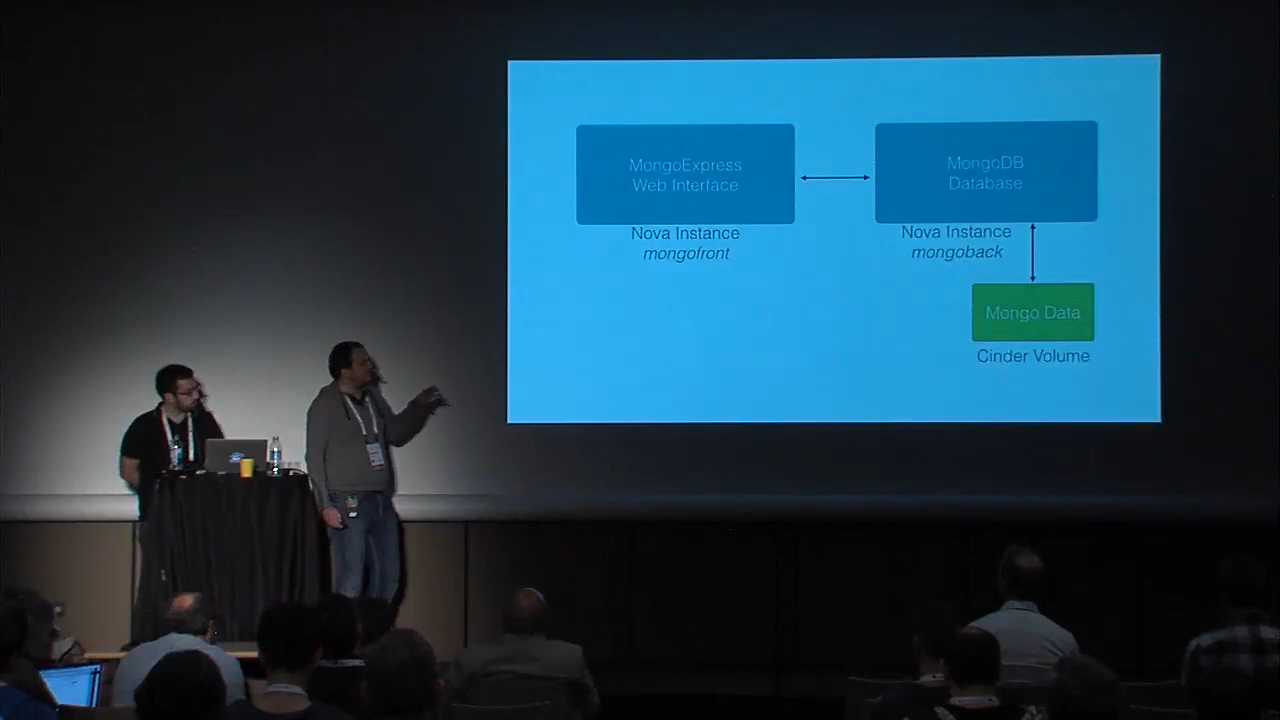 MongoExpress
Web Interface
Nova Instance
mongofront
MongoDB
Database
Nova Instance
mongoback
Mongo Data
Cinder Volume